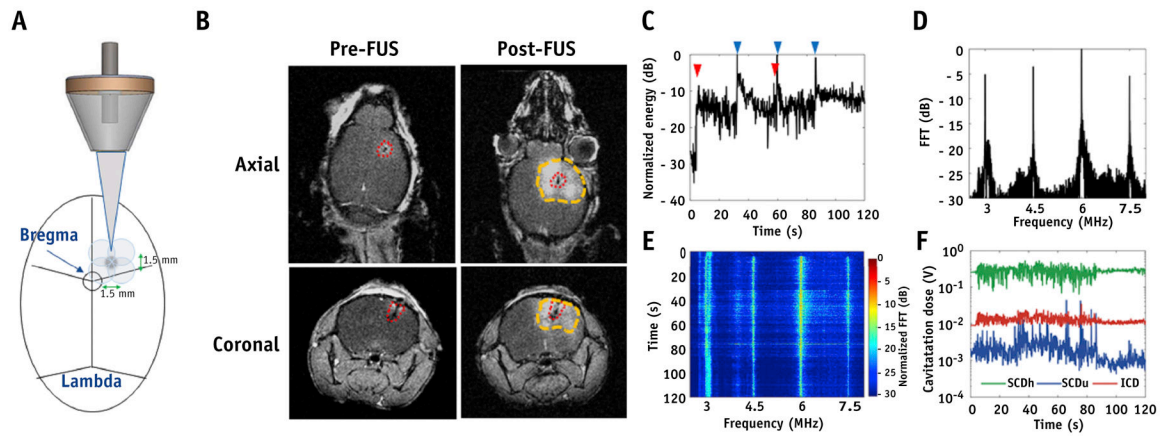 A
Bregma
1.5 mm
1.5 mm
Lambda
B
Pre-FUS
Post-FUS
Axial
Coronal
C
Normalized energy (dB)
0
- 10
- 20
- 30
- 40
0 20 40 60 80 100 120
Time (s)
D
FFT (dB)
0
- 5
- 10
- 15
- 20
- 25
- 30
3 4.5 6 7.5
Frequency (MHz)
E
Time (s)
0
20
40
60
80
100
120
3 4.5 6 7.5
Frequency (MHz)
0
- 5
- 10
- 15
- 20
- 25
- 30
Normalized FFT (dB)
F
Cavitatation dose (V)
10⁰
10⁻¹
10⁻²
10⁻³
10⁻⁴
SCDh SCDu ICD
0 20 40 60 80 100 120
Time (s)